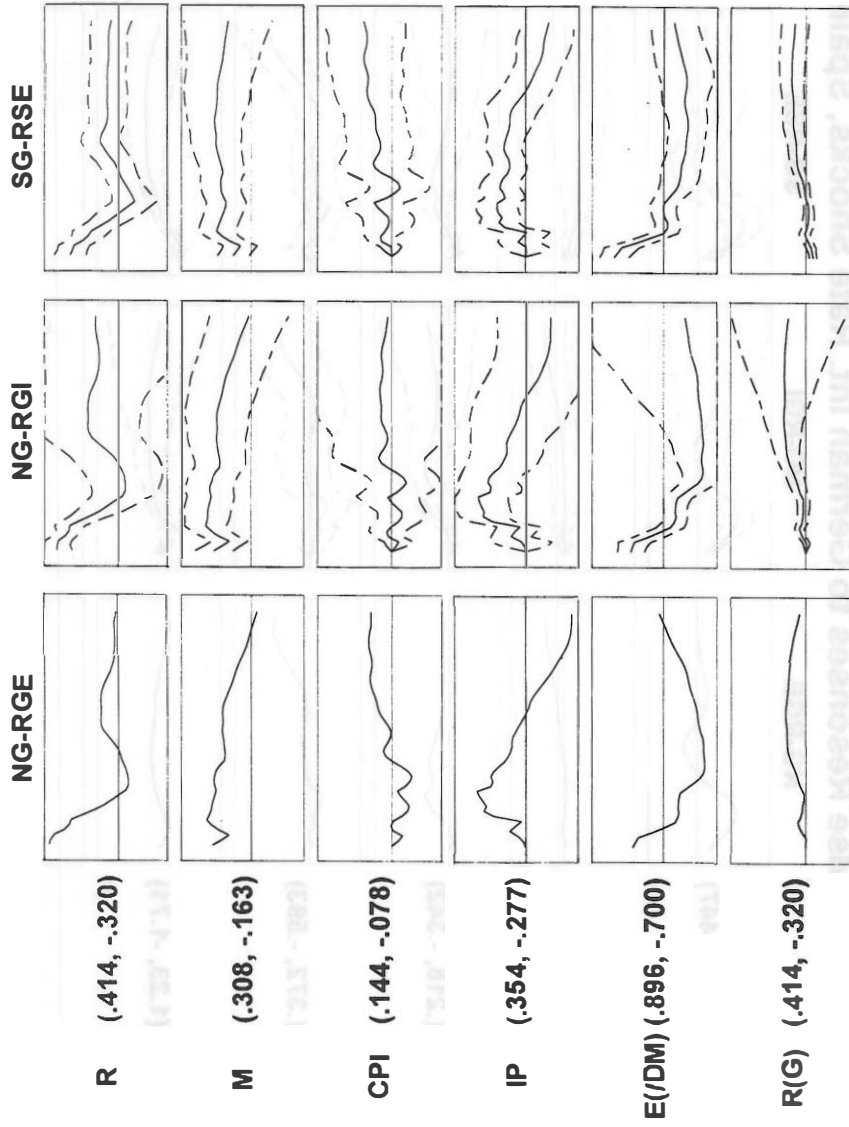 NG-RGE NG-RGI SG-RSE
R (.414, -.320)
M (.308, -.163)
CPI (.144, -.078)
IP (.354, -.277)
E(/DM) (.896, -.700)
R(G) (.414, -.320)